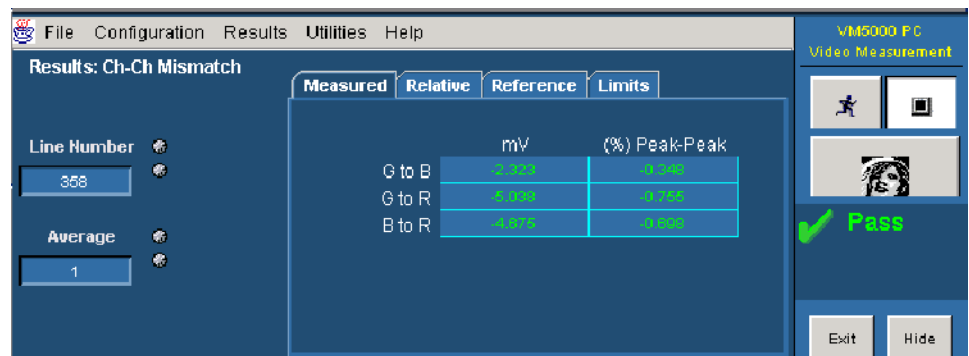 File Configuration Results Utilities Help
VM5000 PC
Video Measurement
Results: Ch-Ch Mismatch
Measured Relative Reference Limits
mV (%) Peak-Peak
Line Number
358
G to B -2.323 -0.348
G to R -5.038 -0.755
B to R -4.675 -0.698
Average
1
Pass
Exit Hide